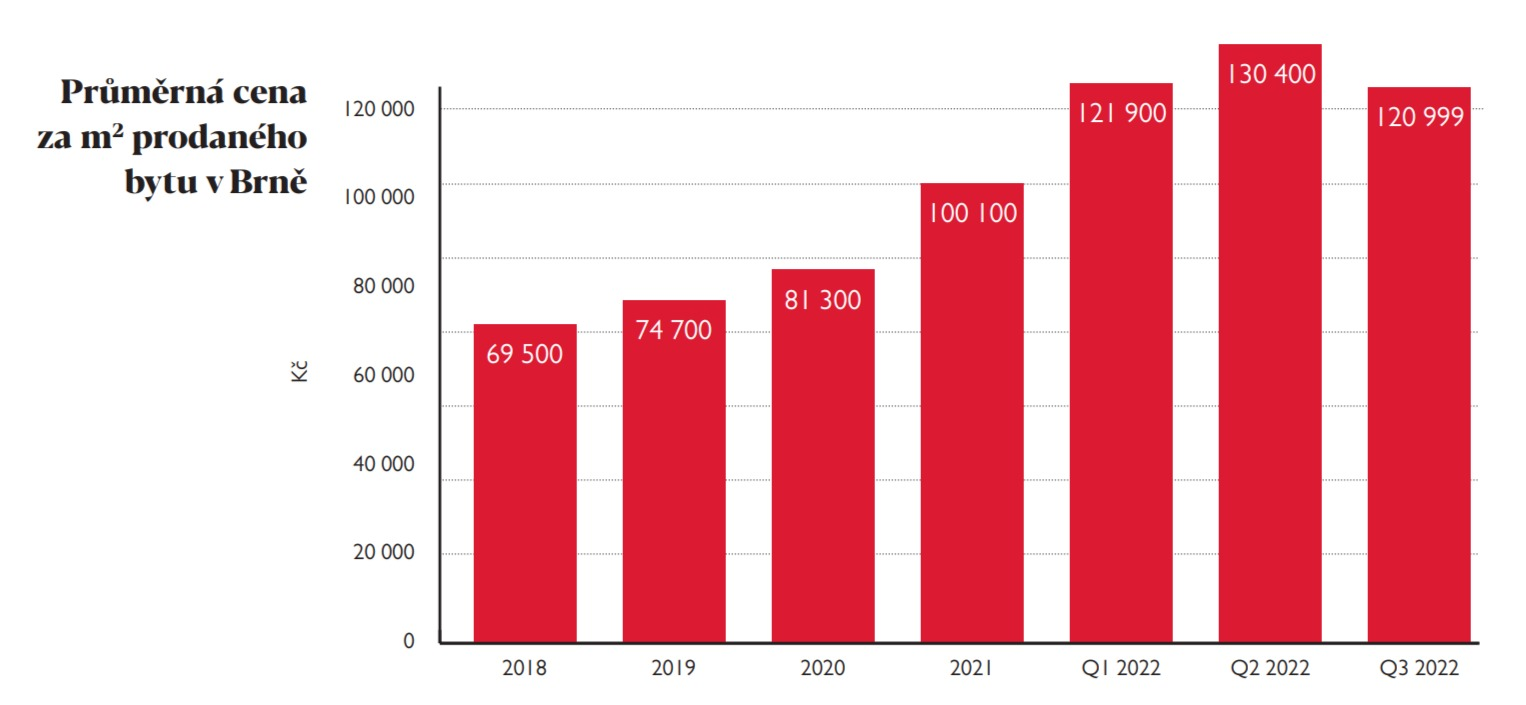 Průměrná cena
za m² prodaného
bytu v Brně
Kč
120 000
100 000
80 000
60 000
40 000
20 000
0
69 500
74 700
81 300
100 100
121 900
130 400
120 999
2018
2019
2020
2021
Q1 2022
Q2 2022
Q3 2022